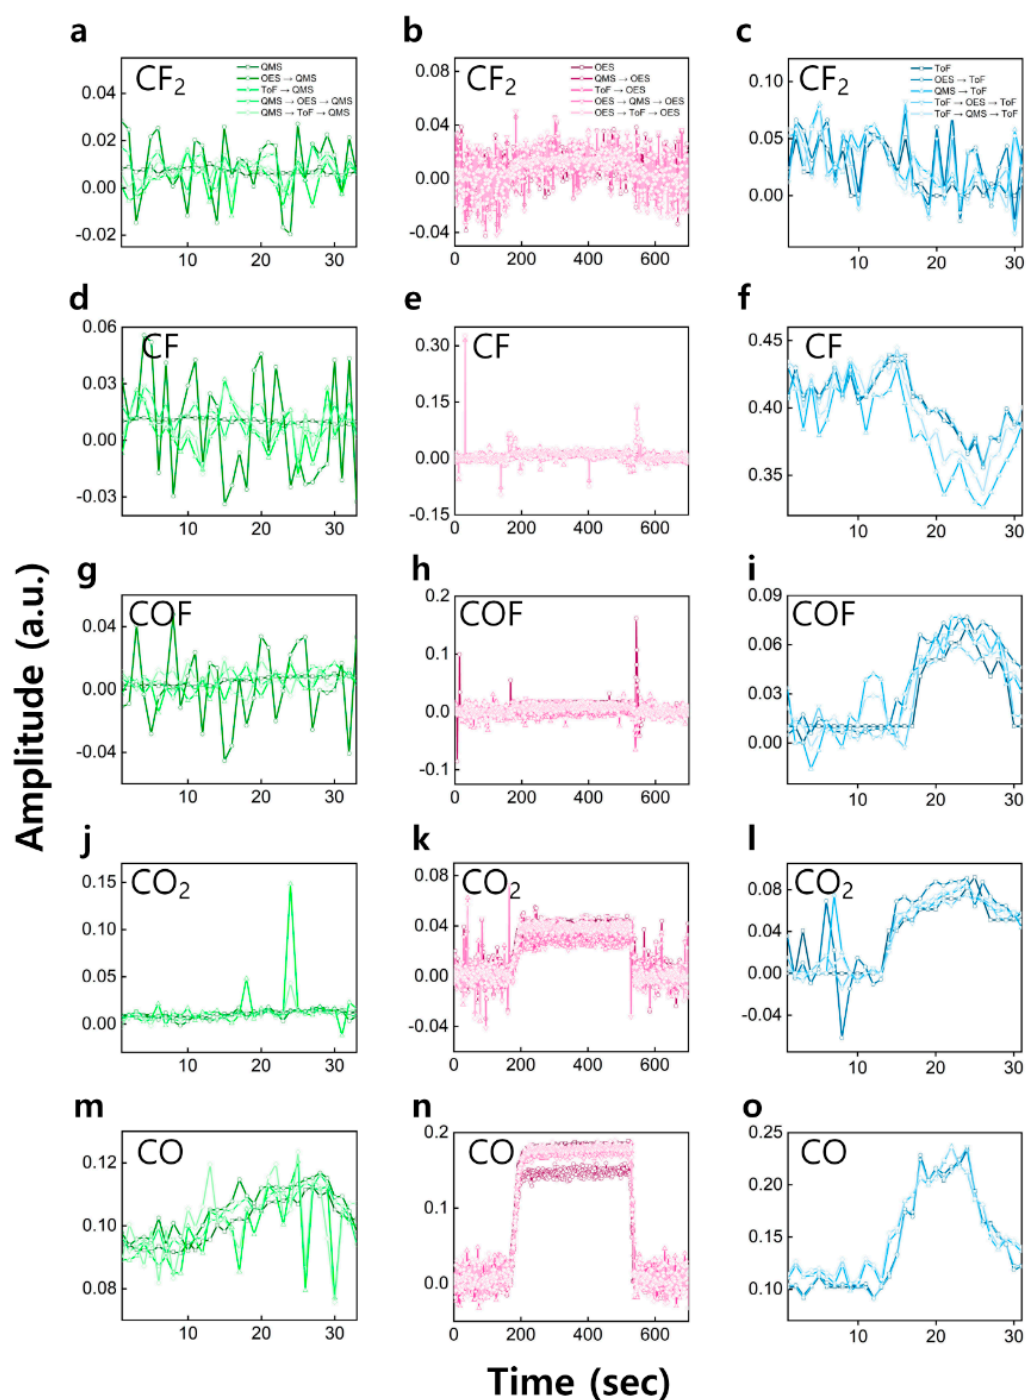 a
b
c
CF2
QMS
OES → QMS
ToF → QMS
QMS → OES → QMS
QMS → ToF → QMS
0.04
0.02
0.00
-0.02
10
20
30
CF2
OES
QMS → OES
ToF → OES
OES → QMS → OES
OES → ToF → OES
0.08
0.04
0.00
-0.04
0
200
400
600
CF2
ToF
OES → ToF
QMS → ToF
ToF → OES → ToF
ToF → QMS → ToF
0.10
0.05
0.00
10
20
30
d
e
f
CF
0.06
0.03
0.00
-0.03
10
20
30
CF
0.30
0.15
0.00
-0.15
0
200
400
600
CF
0.45
0.40
0.35
10
20
30
g
h
i
COF
0.04
0.00
-0.04
10
20
30
COF
0.2
0.1
0.0
-0.1
0
200
400
600
COF
0.09
0.06
0.03
0.00
10
20
30
j
k
l
CO2
0.15
0.10
0.05
0.00
10
20
30
CO2
0.08
0.04
0.00
-0.04
0
200
400
600
CO2
0.08
0.04
0.00
-0.04
10
20
30
m
n
o
CO
0.12
0.10
0.08
10
20
30
CO
0.2
0.1
0.0
0
200
400
600
CO
0.25
0.20
0.15
0.10
10
20
30
Amplitude (a.u.)
Time (sec)